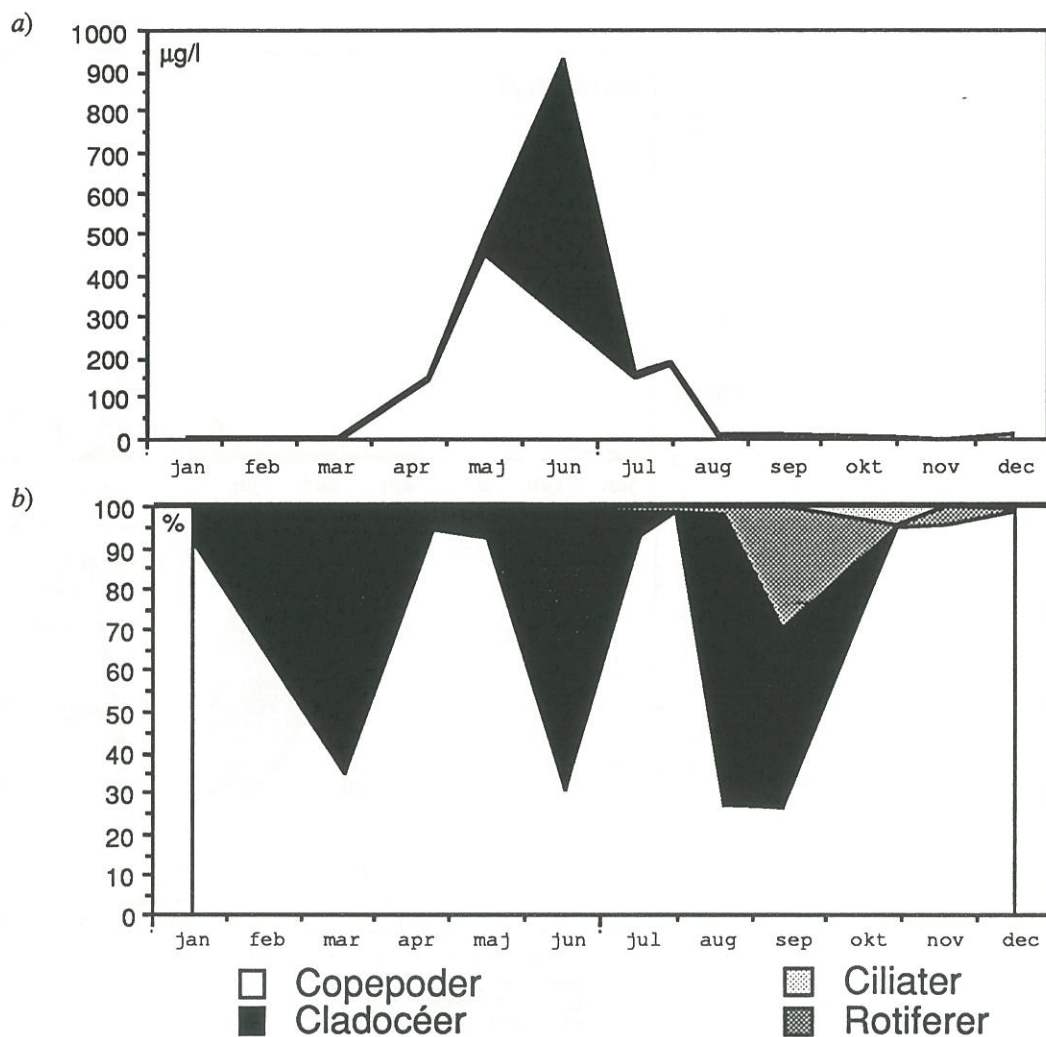 a)
1000
µg/l
900
800
700
600
500
400
300
200
100
0
jan feb mar apr maj jun jul aug sep okt nov dec
b)
100
%
90
80
70
60
50
40
30
20
10
0
jan feb mar apr maj jun jul aug sep okt nov dec
Copepoder
Cladocéer
Ciliater
Rotiferer